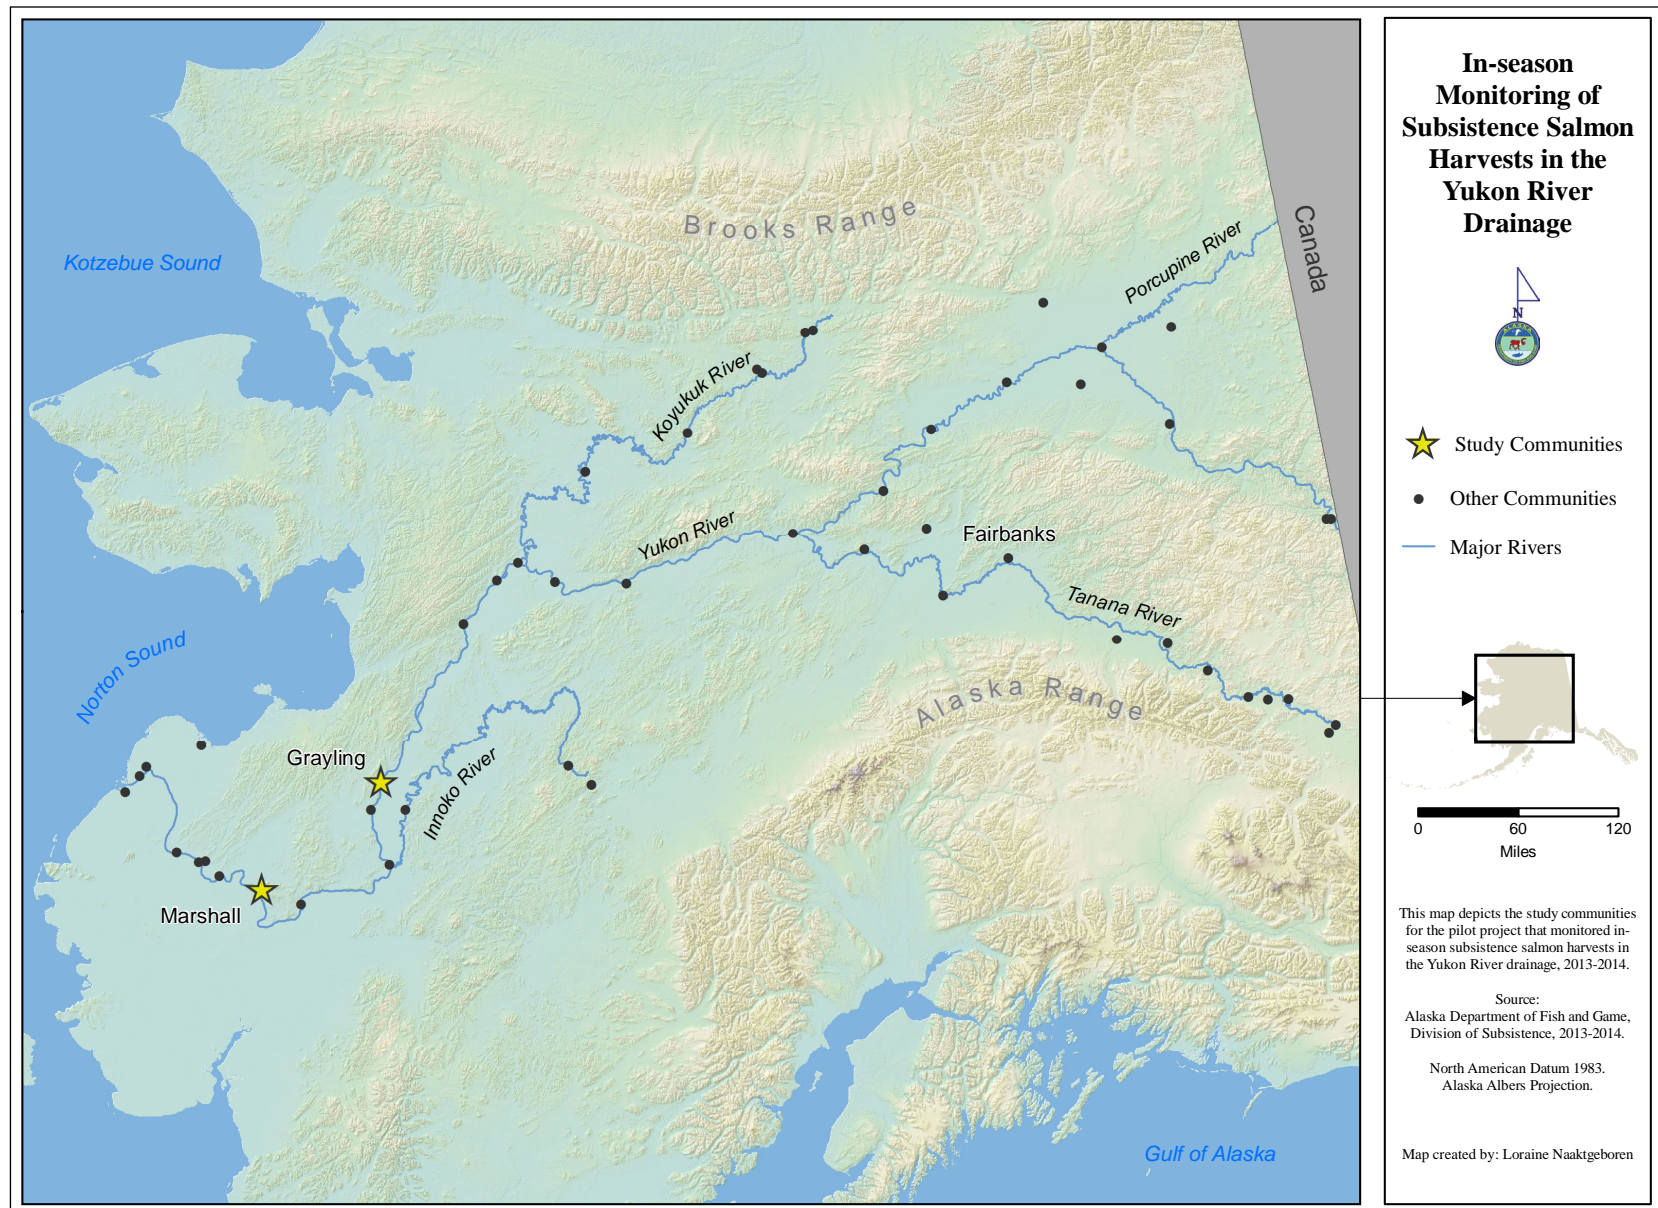 Brooks Range
Kotzebue Sound
Porcupine River
Canada
Koyukuk River
Yukon River
Fairbanks
Tanana River
Norton Sound
Alaska Range
Grayling
Innoko River
Marshall
Gulf of Alaska
In-season
Monitoring of
Subsistence Salmon
Harvests in the
Yukon River
Drainage
N
ALASKA
Study Communities
Other Communities
Major Rivers
0 60 120
Miles
This map depicts the study communities
for the pilot project that monitored in-
season subsistence salmon harvests in
the Yukon River drainage, 2013-2014.
Source:
Alaska Department of Fish and Game,
Division of Subsistence, 2013-2014.
North American Datum 1983.
Alaska Albers Projection.
Map created by: Loraine Naaktgeboren